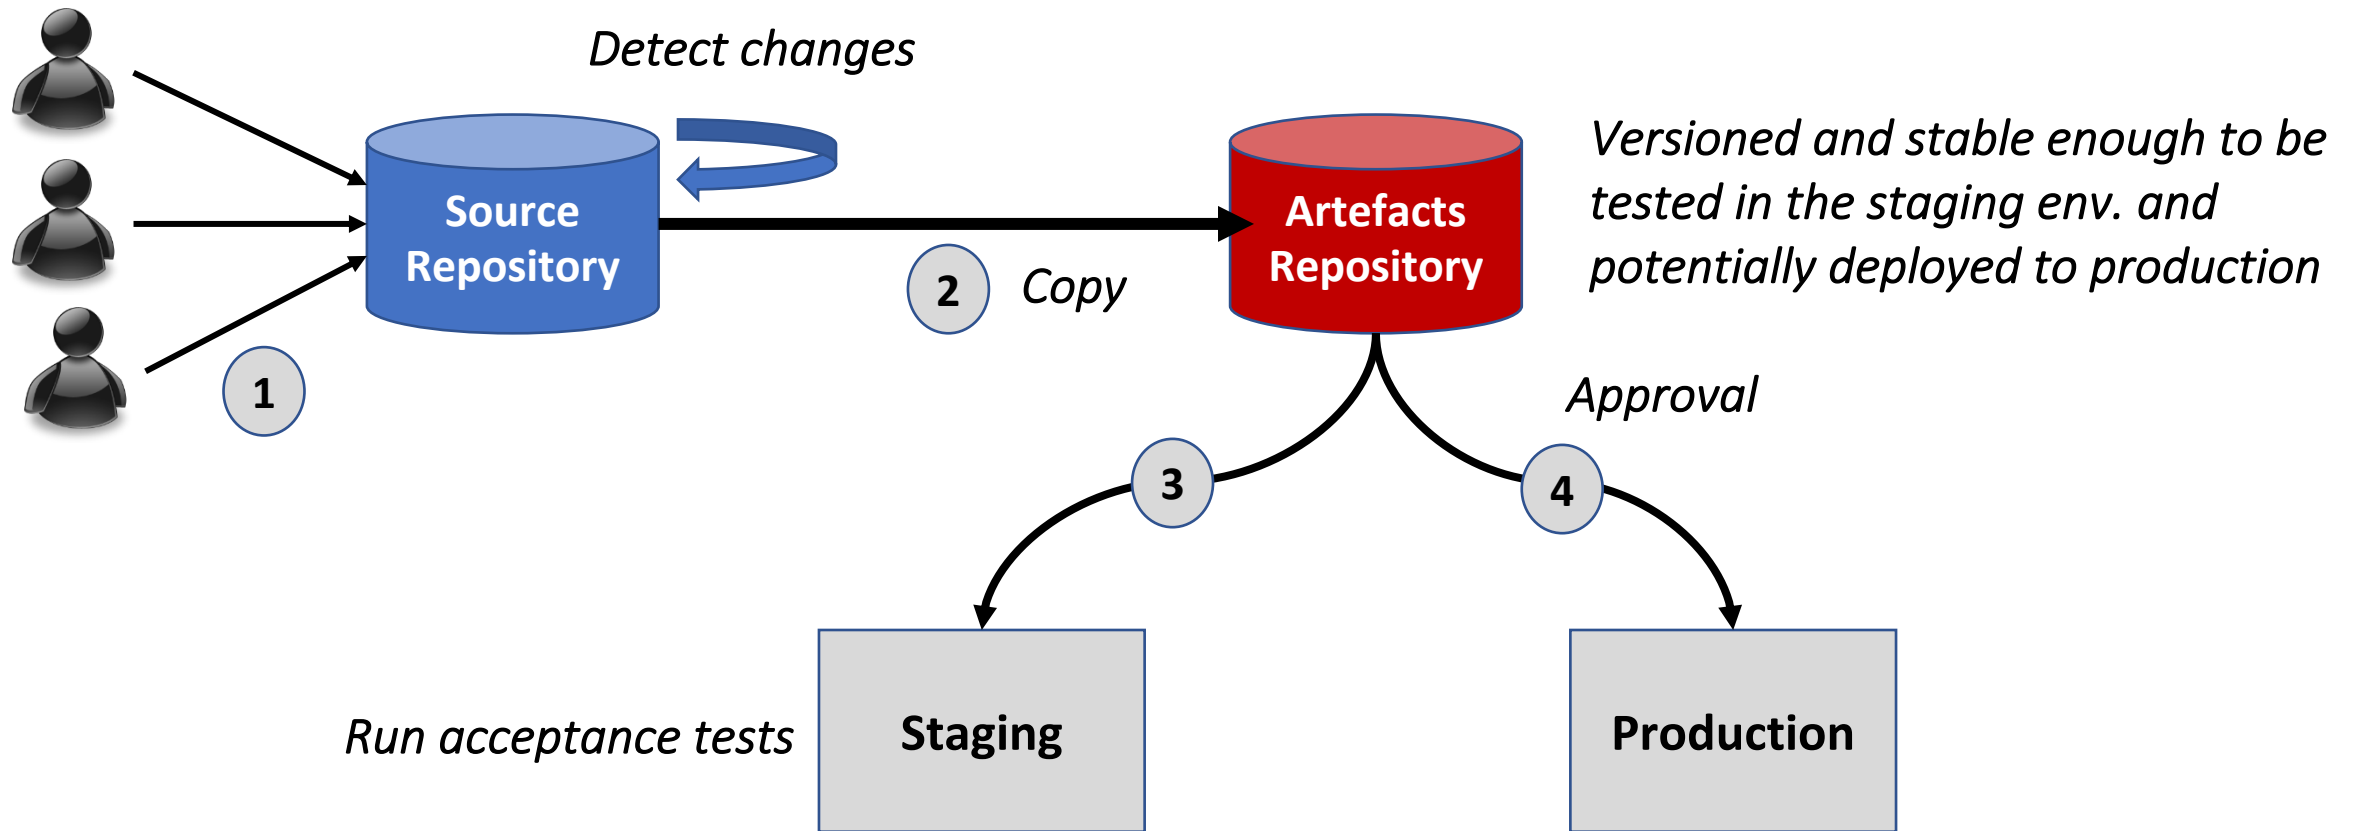 Detect changes
Source
Repository
Artefacts
Repository
Versioned and stable enough to be
tested in the staging env. and
potentially deployed to production
1
2
Copy
Approval
3
4
Run acceptance tests
Staging
Production